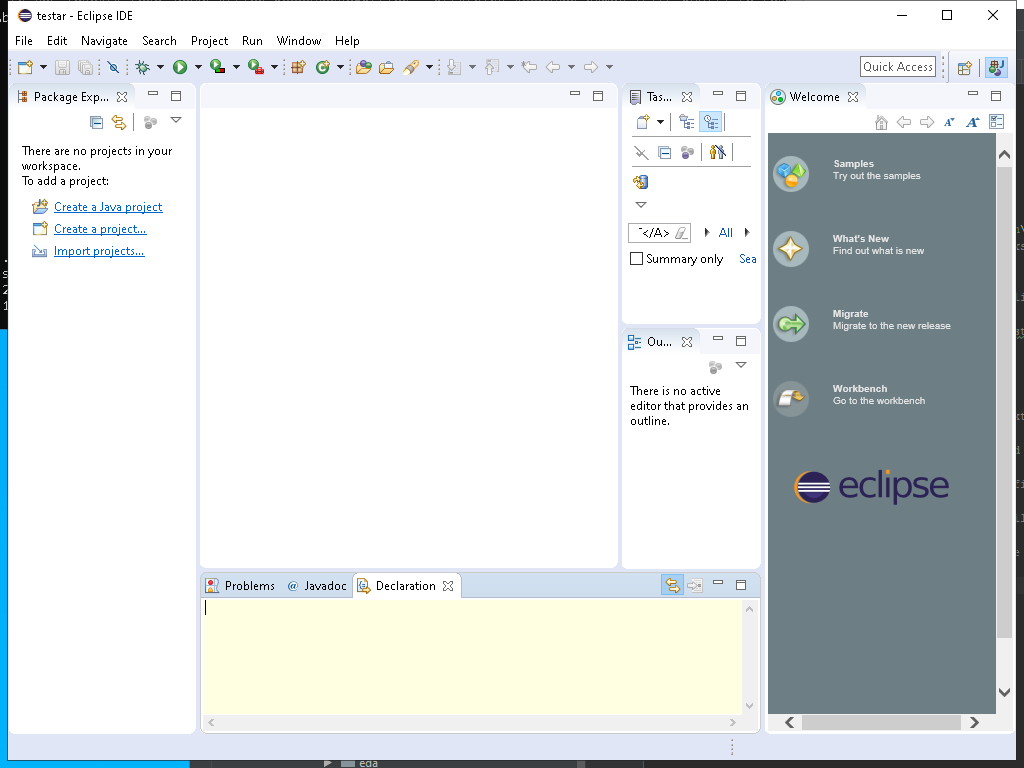 testar - Eclipse IDE
File Edit Navigate Search Project Run Window Help
Quick Access
Package Exp...
There are no projects in your
workspace.
To add a project:
Create a Java project
Create a project...
Import projects...
Tas...
All
Summary only Sea
Ou...
There is no active
editor that provides an
outline.
Welcome
Samples
Try out the samples
What's New
Find out what is new
Migrate
Migrate to the new release
Workbench
Go to the workbench
eclipse
Problems @ Javadoc Declaration
eda